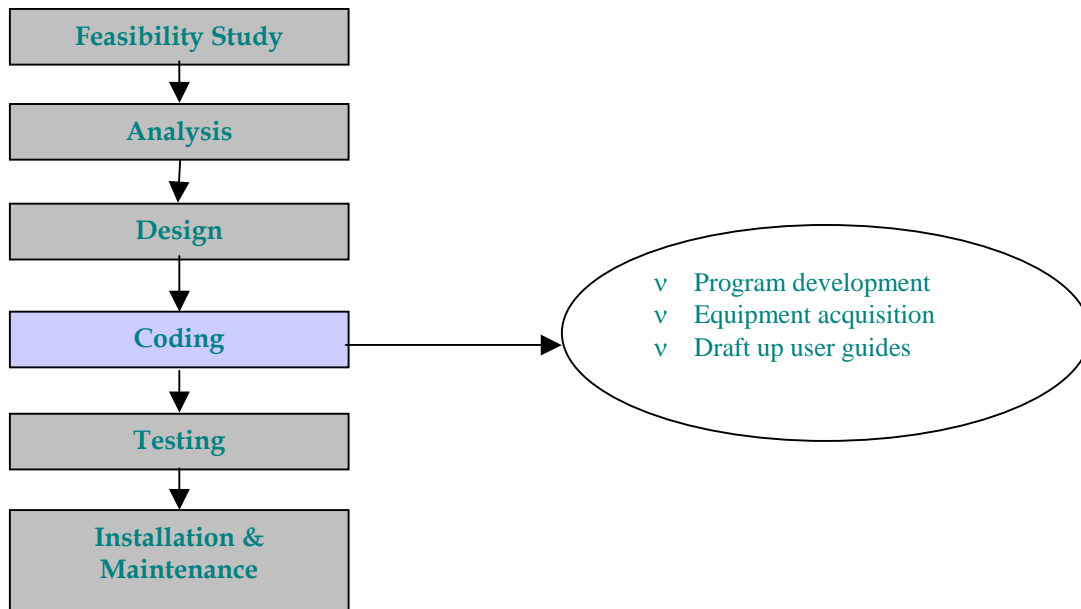 Feasibility Study
Analysis
Design
Coding
ν Program development
ν Equipment acquisition
ν Draft up user guides
Testing
Installation &
Maintenance